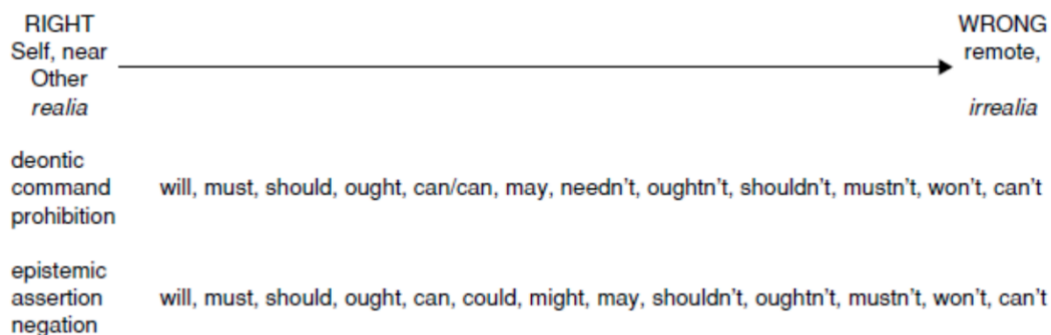 RIGHT
Self, near
Other
realia
WRONG
remote,
irrealia
deontic
command
prohibition
will, must, should, ought, can/can, may, needn't, oughtn't, shouldn't, mustn't, won't, can't
epistemic
assertion
negation
will, must, should, ought, can, could, might, may, shouldn't, oughtn't, mustn't, won't, can't